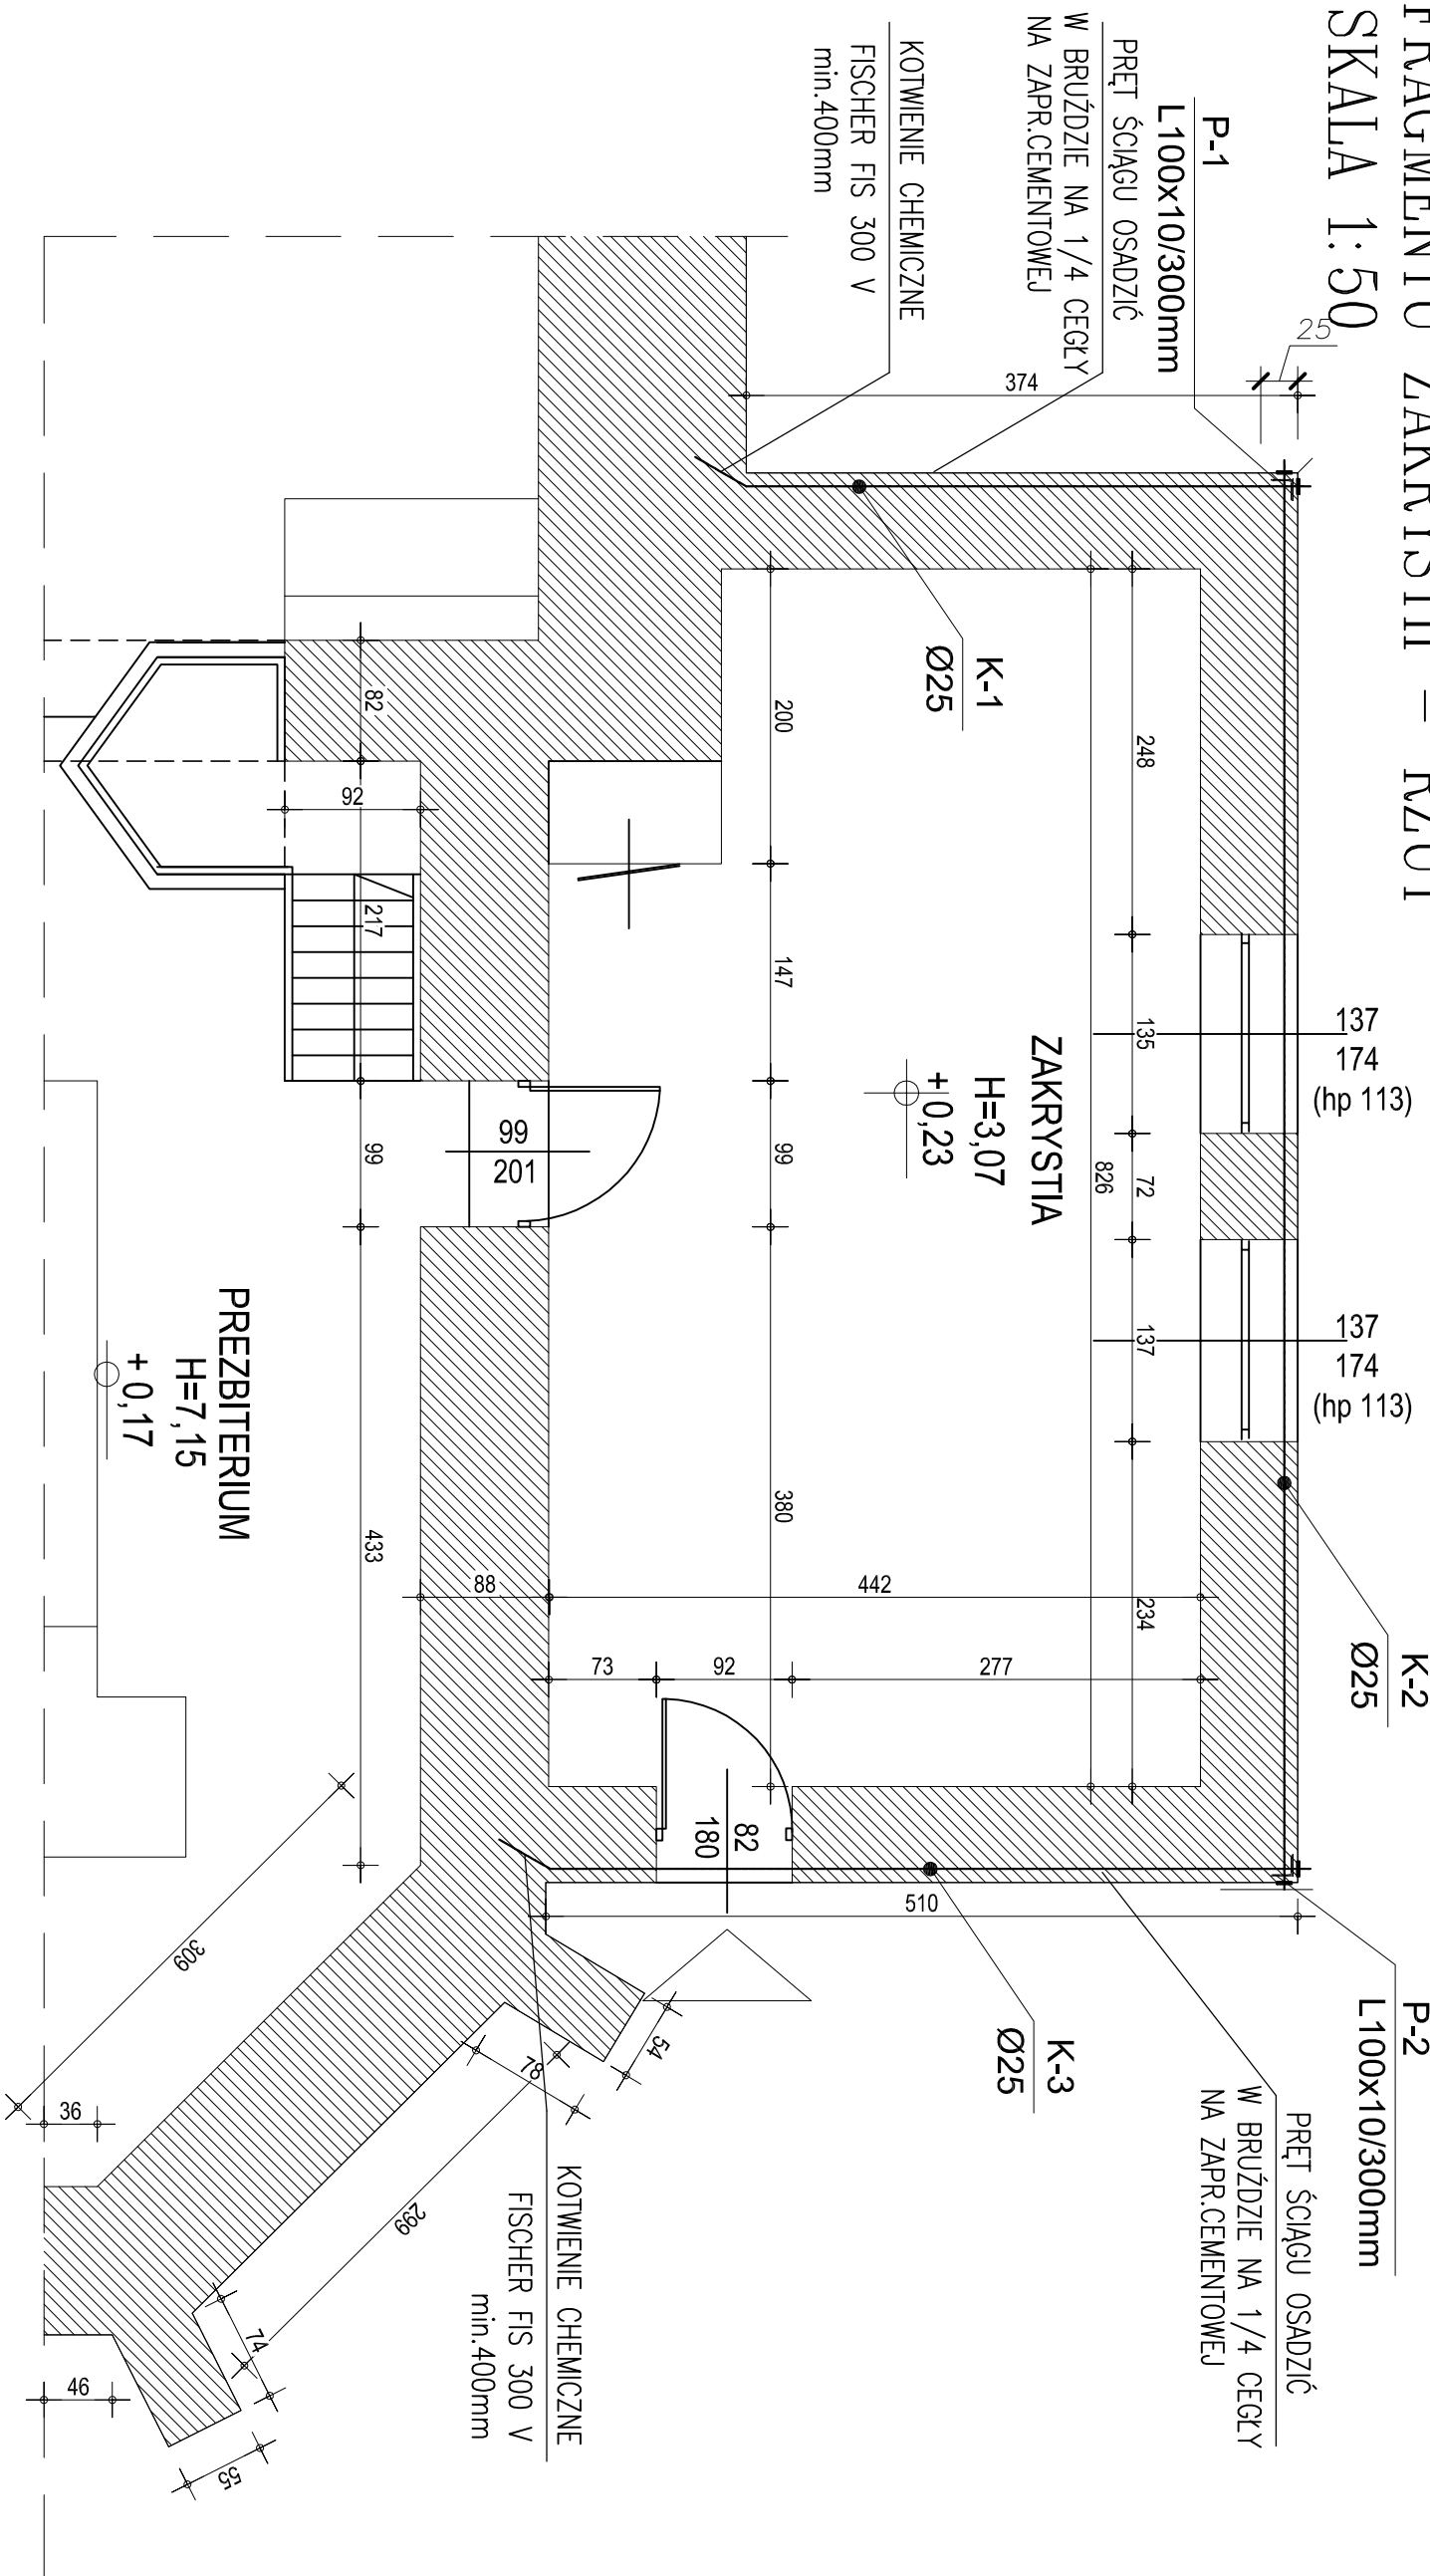 FRAGMENTU ZAKRYSTII – RZUT
SKALA 1:50
25
P-1
L100x10/300mm
PRĘT ŚCIĄGU OSADZIĆ
W BRUŹDZIE NA 1/4 CEGŁY
NA ZAPR.CEMENTOWEJ
KOTWIENIE CHEMICZNE
FISCHER FIS 300 V
min.400mm
374
K-1
Ø25
137
174
(hp 113)
137
174
(hp 113)
K-2
Ø25
P-2
L100x10/300mm
PRĘT ŚCIĄGU OSADZIĆ
W BRUŹDZIE NA 1/4 CEGŁY
NA ZAPR.CEMENTOWEJ
K-3
Ø25
248
135
72
137
234
826
ZAKRYSTIA
H=3,07
+0,23
200
147
99
380
442
88
277
92
73
82
180
510
99
201
82
92
217
99
433
PREZBITERIUM
H=7,15
+0,17
309
54
78
299
KOTWIENIE CHEMICZNE
FISCHER FIS 300 V
min.400mm
36
74
46
55